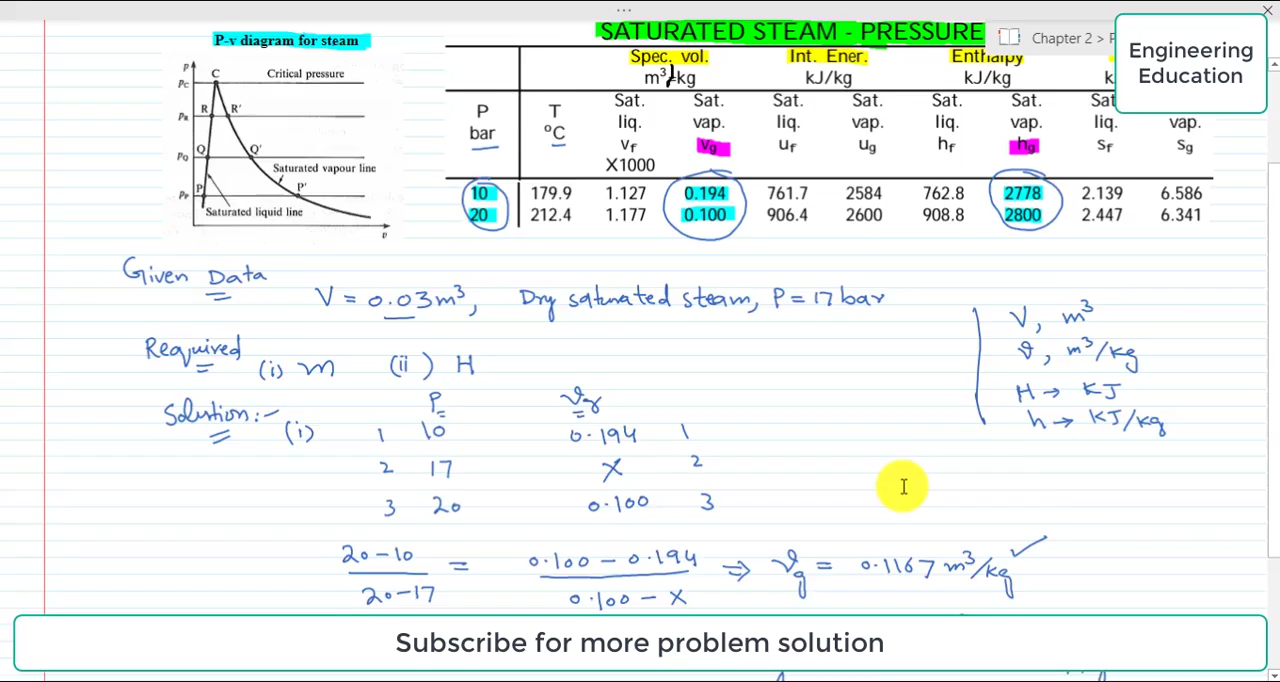 ...
P-v diagram for steam
P
C
Critical pressure
PC
R R'
PR
Q Q'
PQ
Saturated vapour line
P P'
PP
Saturated liquid line
v
SATURATED STEAM - PRESSURE
Chapter 2 > P
Engineering
Education
Spec. vol. Int. Ener. Enthalpy
m³/kg kJ/kg kJ/kg k
P T Sat. Sat. Sat. Sat. Sat. Sat. Sat
bar °C liq. vap. liq. vap. liq. vap. liq. vap.
vf vg uf ug hf hg sf sg
X1000
10 179.9 1.127 0.194 761.7 2584 762.8 2778 2.139 6.586
20 212.4 1.177 0.100 906.4 2600 908.8 2800 2.447 6.341
Given Data
V = 0.03m³, Dry saturated steam, P = 17 bar
Required
(i) m (ii) H
V, m³
v, m³/kg
H → KJ
h → KJ/kg
Solution:-
(i) P vg
1 10 0.194 1
2 17 X 2
3 20 0.100 3
20-10 / 20-17 = 0.100 - 0.194 / 0.100 - X ⇒ vg = 0.1167 m³/kg ✓
Subscribe for more problem solution